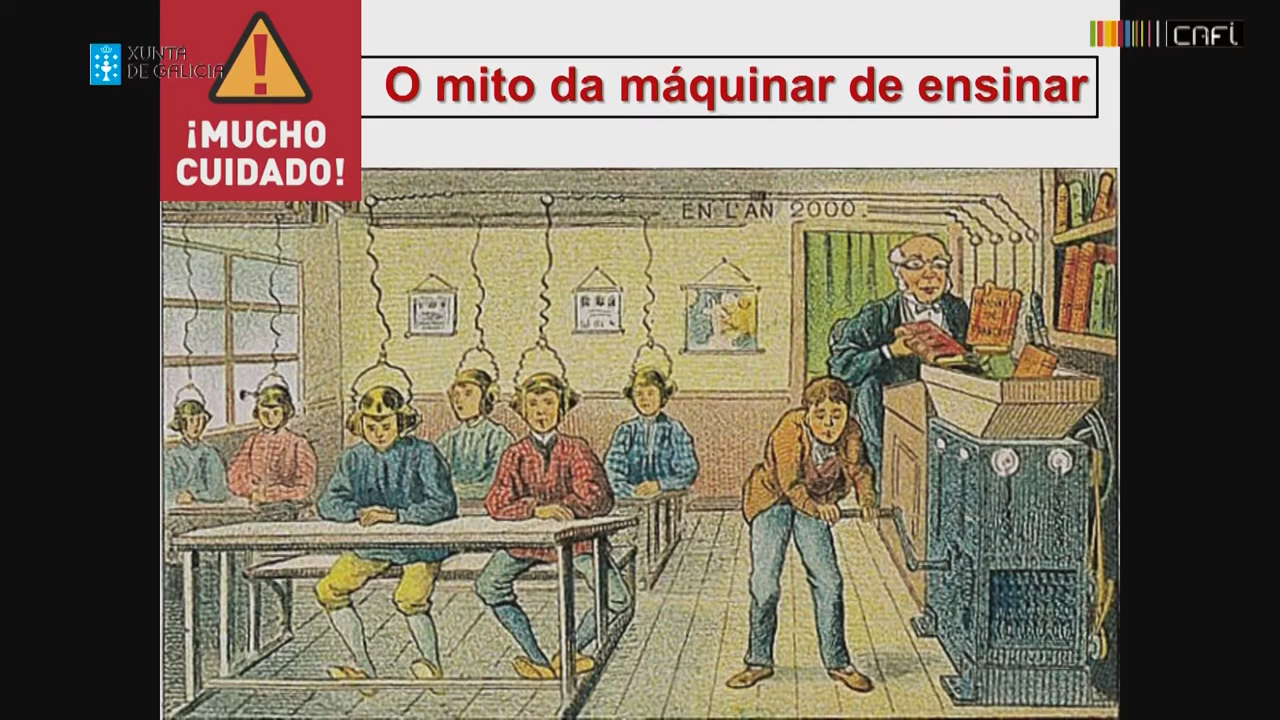 XUNTA
DE GALICIA
CAFi
O mito da máquinar de ensinar
¡MUCHO
CUIDADO!
EN L'AN 2000